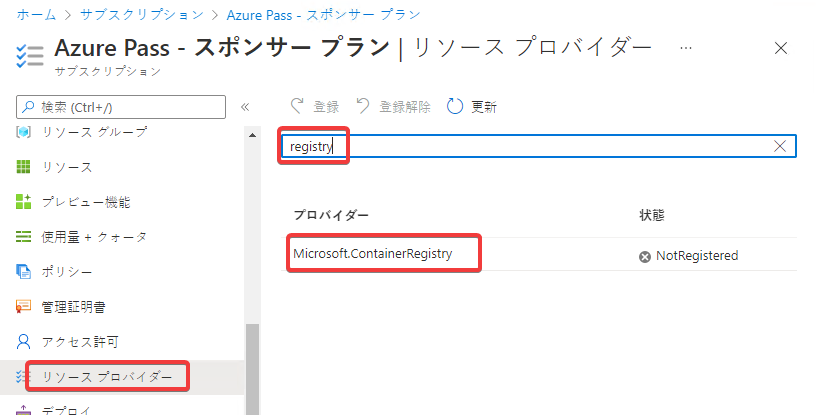 ホーム > サブスクリプション > Azure Pass - スポンサー プラン
Azure Pass - スポンサー プラン | リソース プロバイダー ...
サブスクリプション
検索 (Ctrl+/) «
登録 登録解除 更新
リソース グループ
registry
リソース
プレビュー機能
プロバイダー 状態
使用量 + クォータ
Microsoft.ContainerRegistry NotRegistered
ポリシー
管理証明書
アクセス許可
リソース プロバイダー
デプロイ